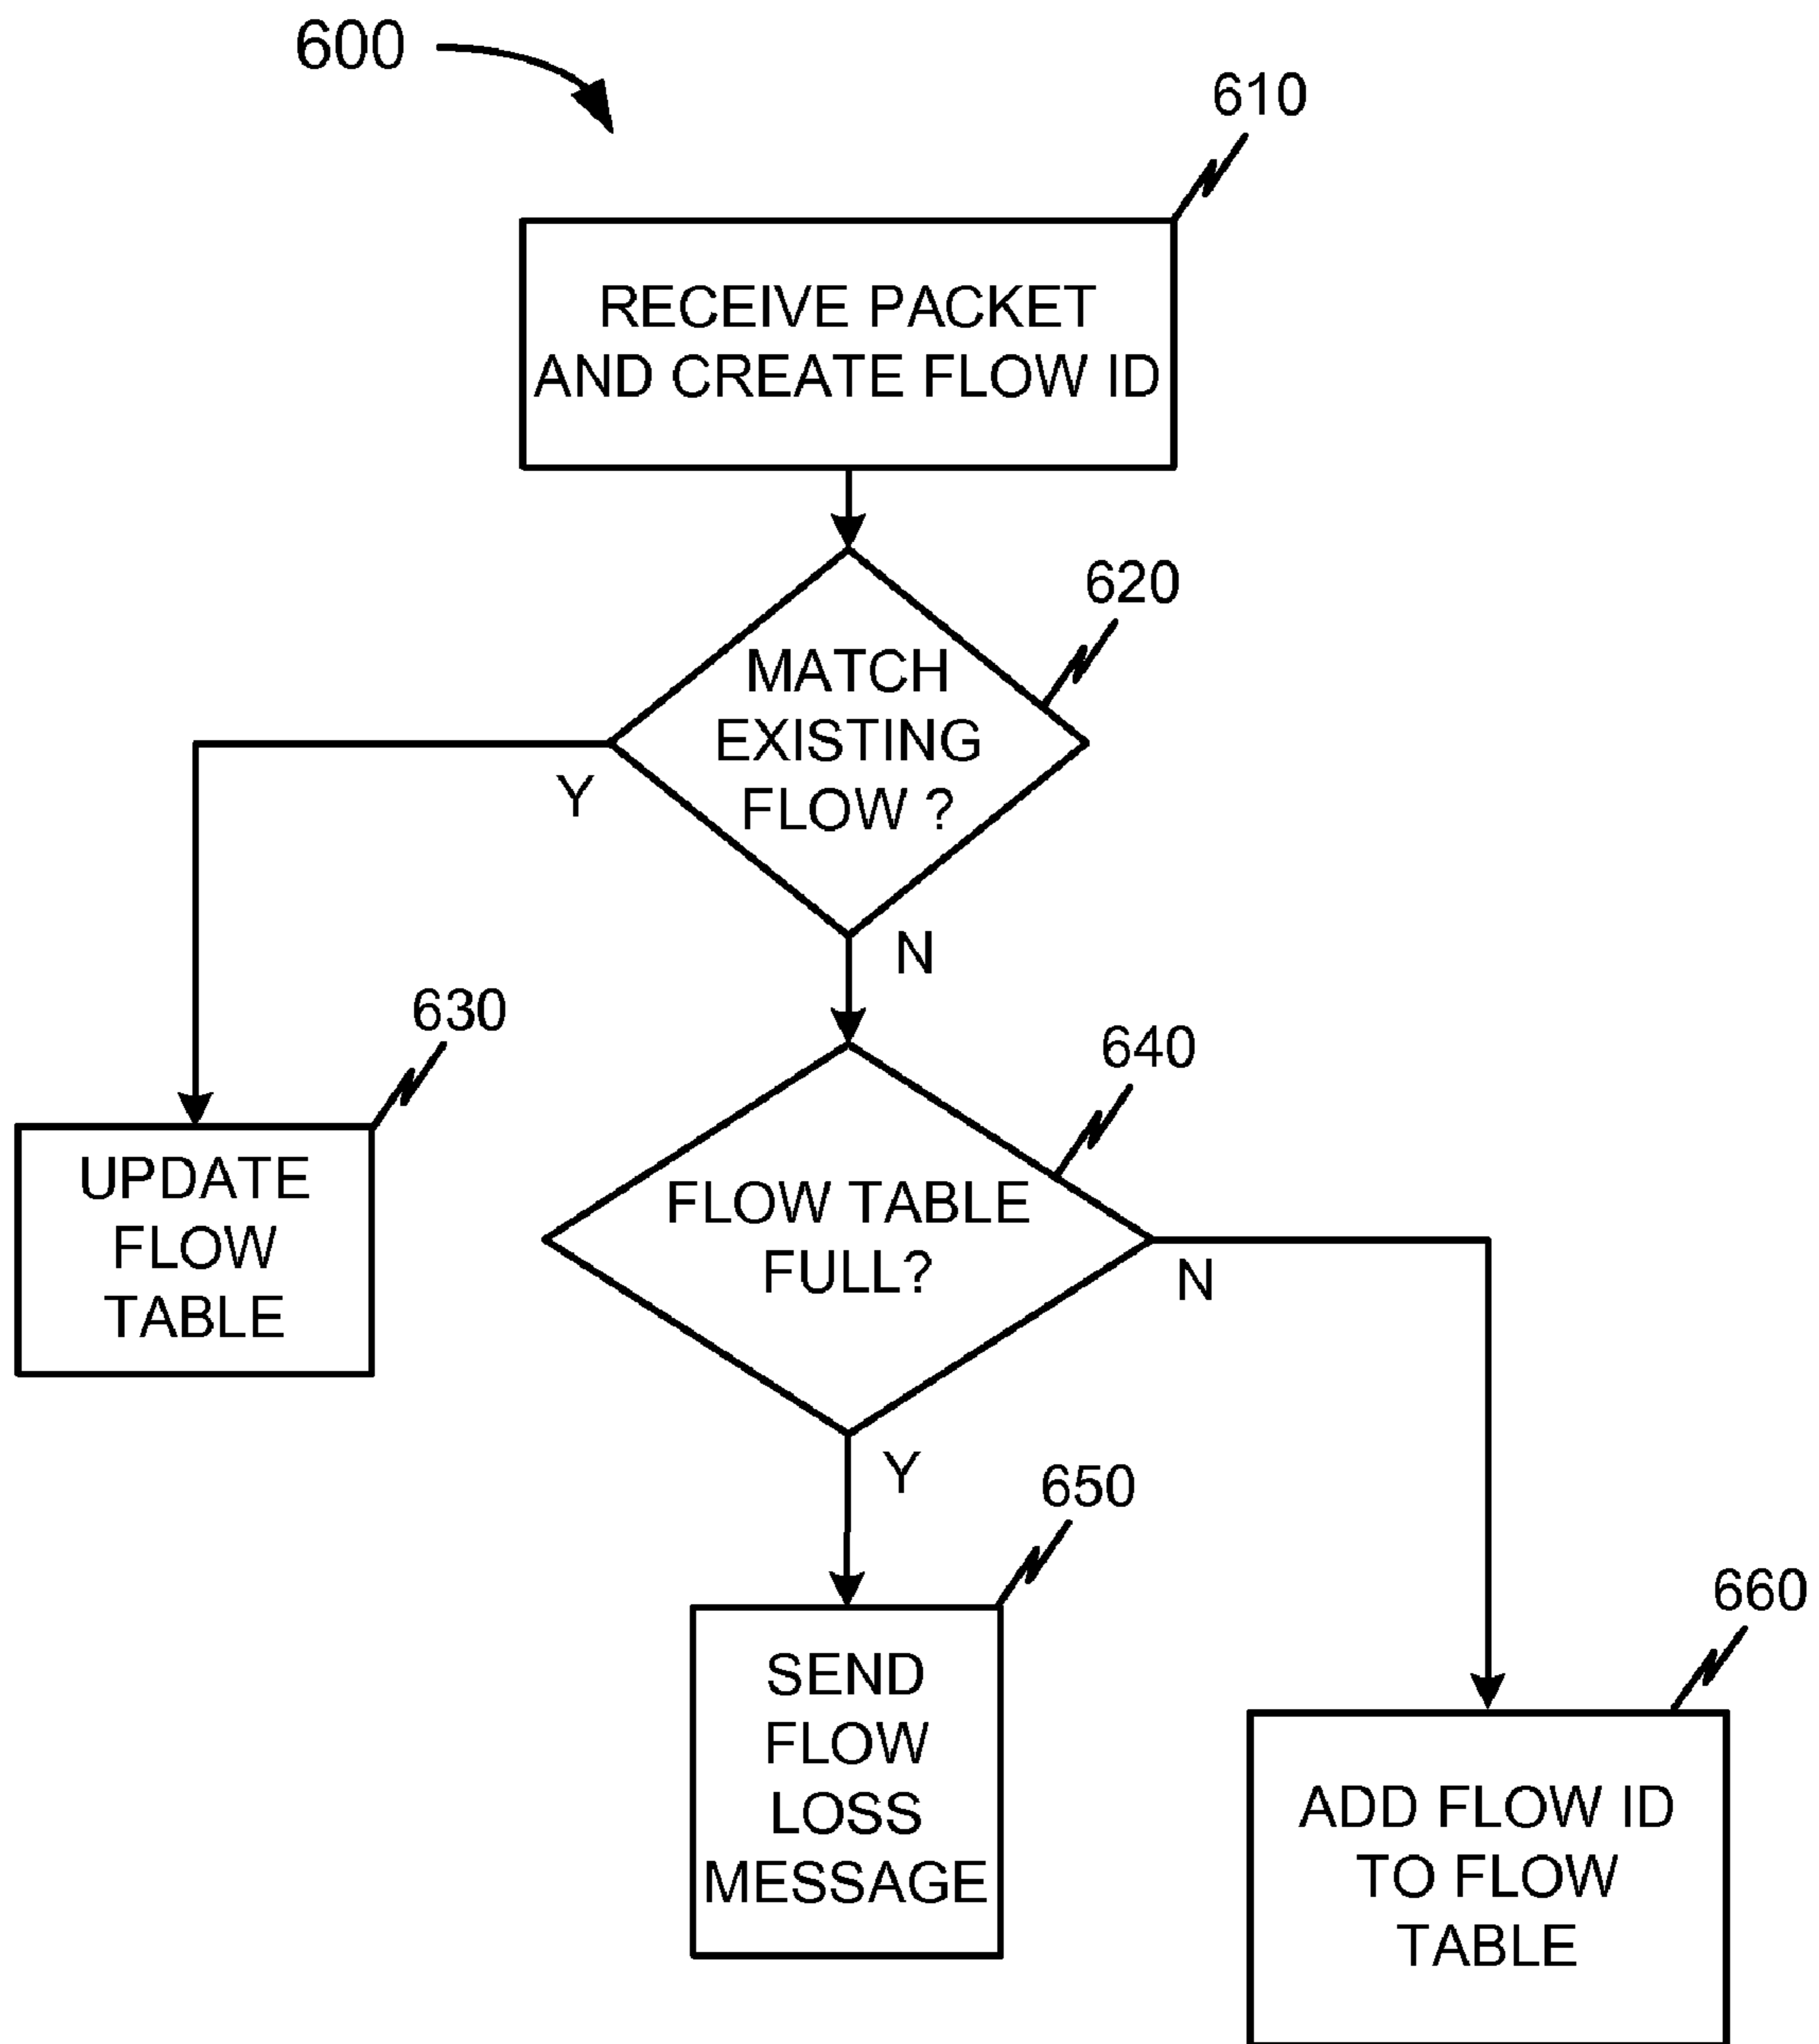 600
610
RECEIVE PACKET
AND CREATE FLOW ID
620
MATCH
EXISTING
FLOW ?
Y
N
630
UPDATE
FLOW
TABLE
640
FLOW TABLE
FULL?
N
Y
650
SEND
FLOW
LOSS
MESSAGE
660
ADD FLOW ID
TO FLOW
TABLE